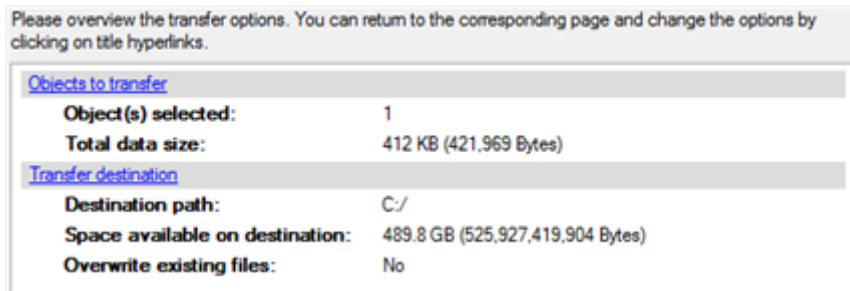 Please overview the transfer options. You can return to the corresponding page and change the options by
clicking on title hyperlinks.
Objects to transfer
Object(s) selected: 1
Total data size: 412 KB (421,969 Bytes)
Transfer destination
Destination path: C:/
Space available on destination: 489.8 GB (525,927,419,904 Bytes)
Overwrite existing files: No